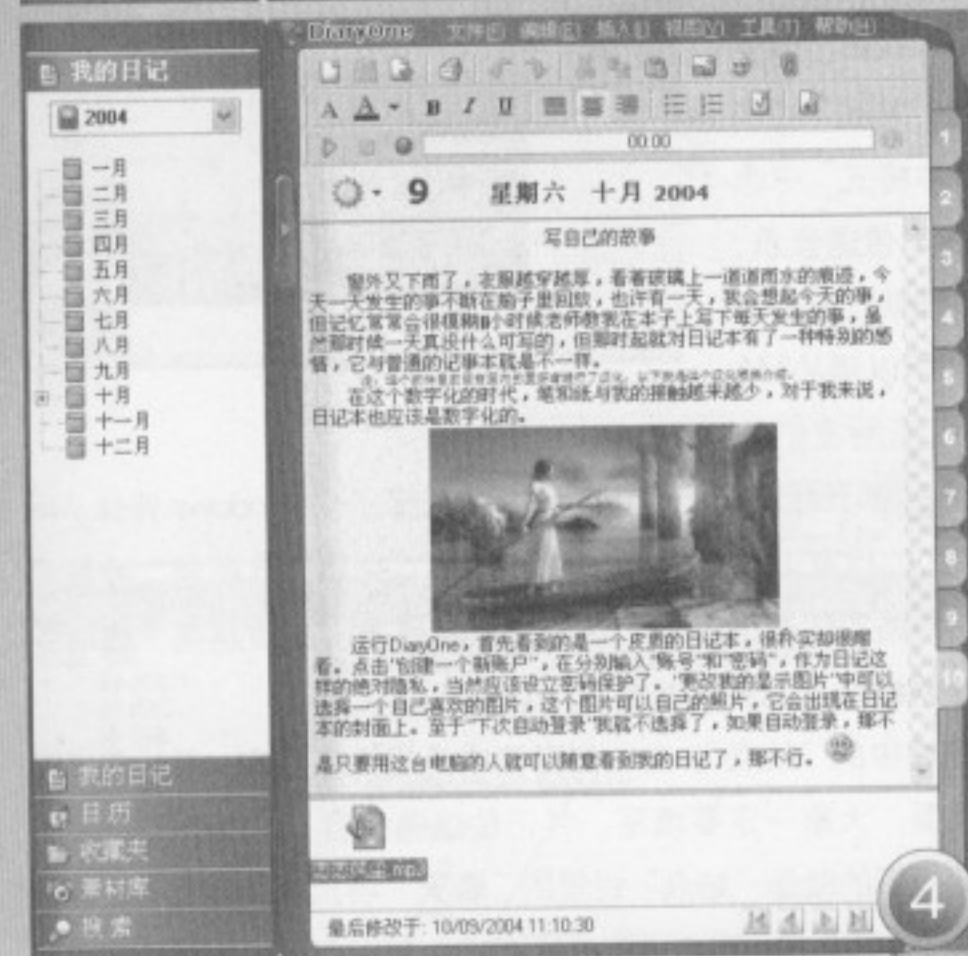 DiaryOne 文件(F) 编辑(E) 插入(I) 视图(V) 工具(T) 帮助(H)
我的日记
2004
一月
二月
三月
四月
五月
六月
七月
八月
九月
十月
十一月
十二月
我的日记
日历
收藏夹
素材库
搜索
A A B I U
00:00
9 星期六 十月 2004
写自己的故事
窗外又下雨了，衣服越穿越厚，看着玻璃上一道道雨水的痕迹，今
天一天发生的事不断在脑子里回放，也许有一天，我会想起今天的事，
但记忆常常会很模糊。小时候老师教我在本子上写下每天发生的事，虽
然那时候一天真没什么可写的，但那时起就对日记本有了一种特别的感
情，它与普通的记事本就是不一样。
在这个数字化的时代，笔和纸与我的接触越来越少，对于我来说，
日记本也应该是数字化的。
运行DiaryOne，首先看到的是一个皮质的日记本，很朴实却很醒
看。点击"创建一个新账户"，在分别输入"账号"和"密码"，作为日记这
样的绝对隐私，当然应该设立密码保护了。"更改我的显示图片"中可以
选择一个自己喜欢的图片，这个图片可以自己的照片，它会出现在日记
本的封面上。至于"下次自动登录"我就不选择了，如果自动登录，那不
是只要用这台电脑的人就可以随意看到我的日记了，那不行。
.mp3
最后修改于: 10/09/2004 11:10:30
1
2
3
4
5
6
7
8
9
10
4